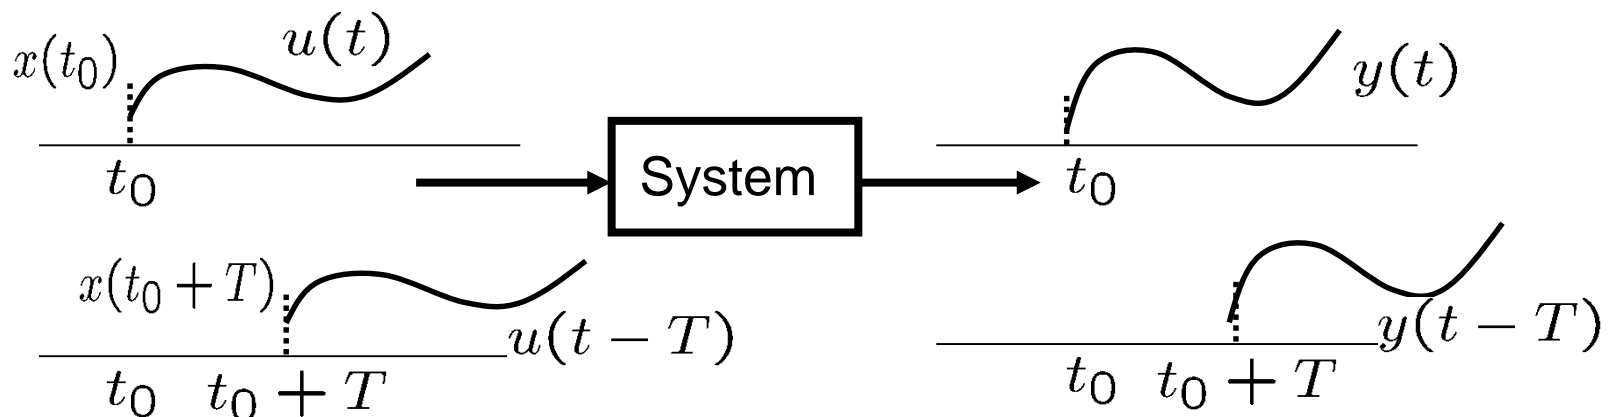 x(t₀) u(t)
y(t)
t₀
System
t₀
x(t₀ + T)
u(t − T)
y(t − T)
t₀ t₀ + T
t₀ t₀ + T